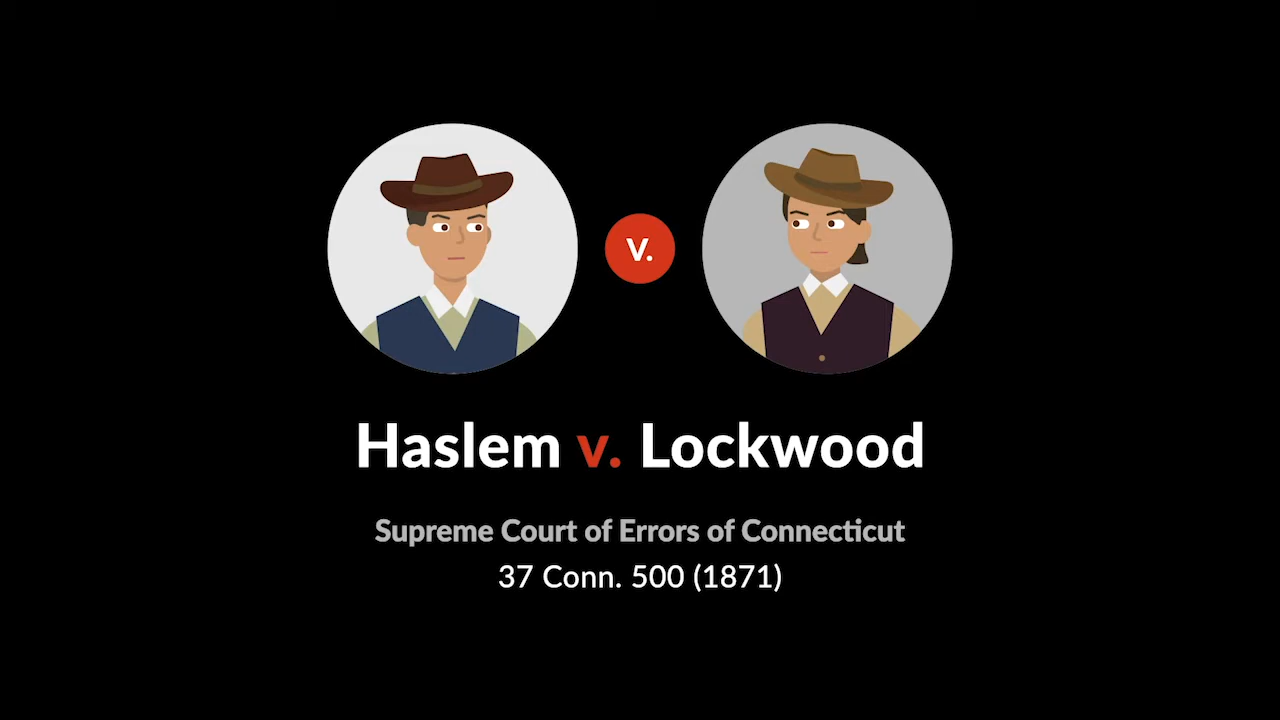 V.
Haslem v. Lockwood
Supreme Court of Errors of Connecticut
37 Conn. 500 (1871)